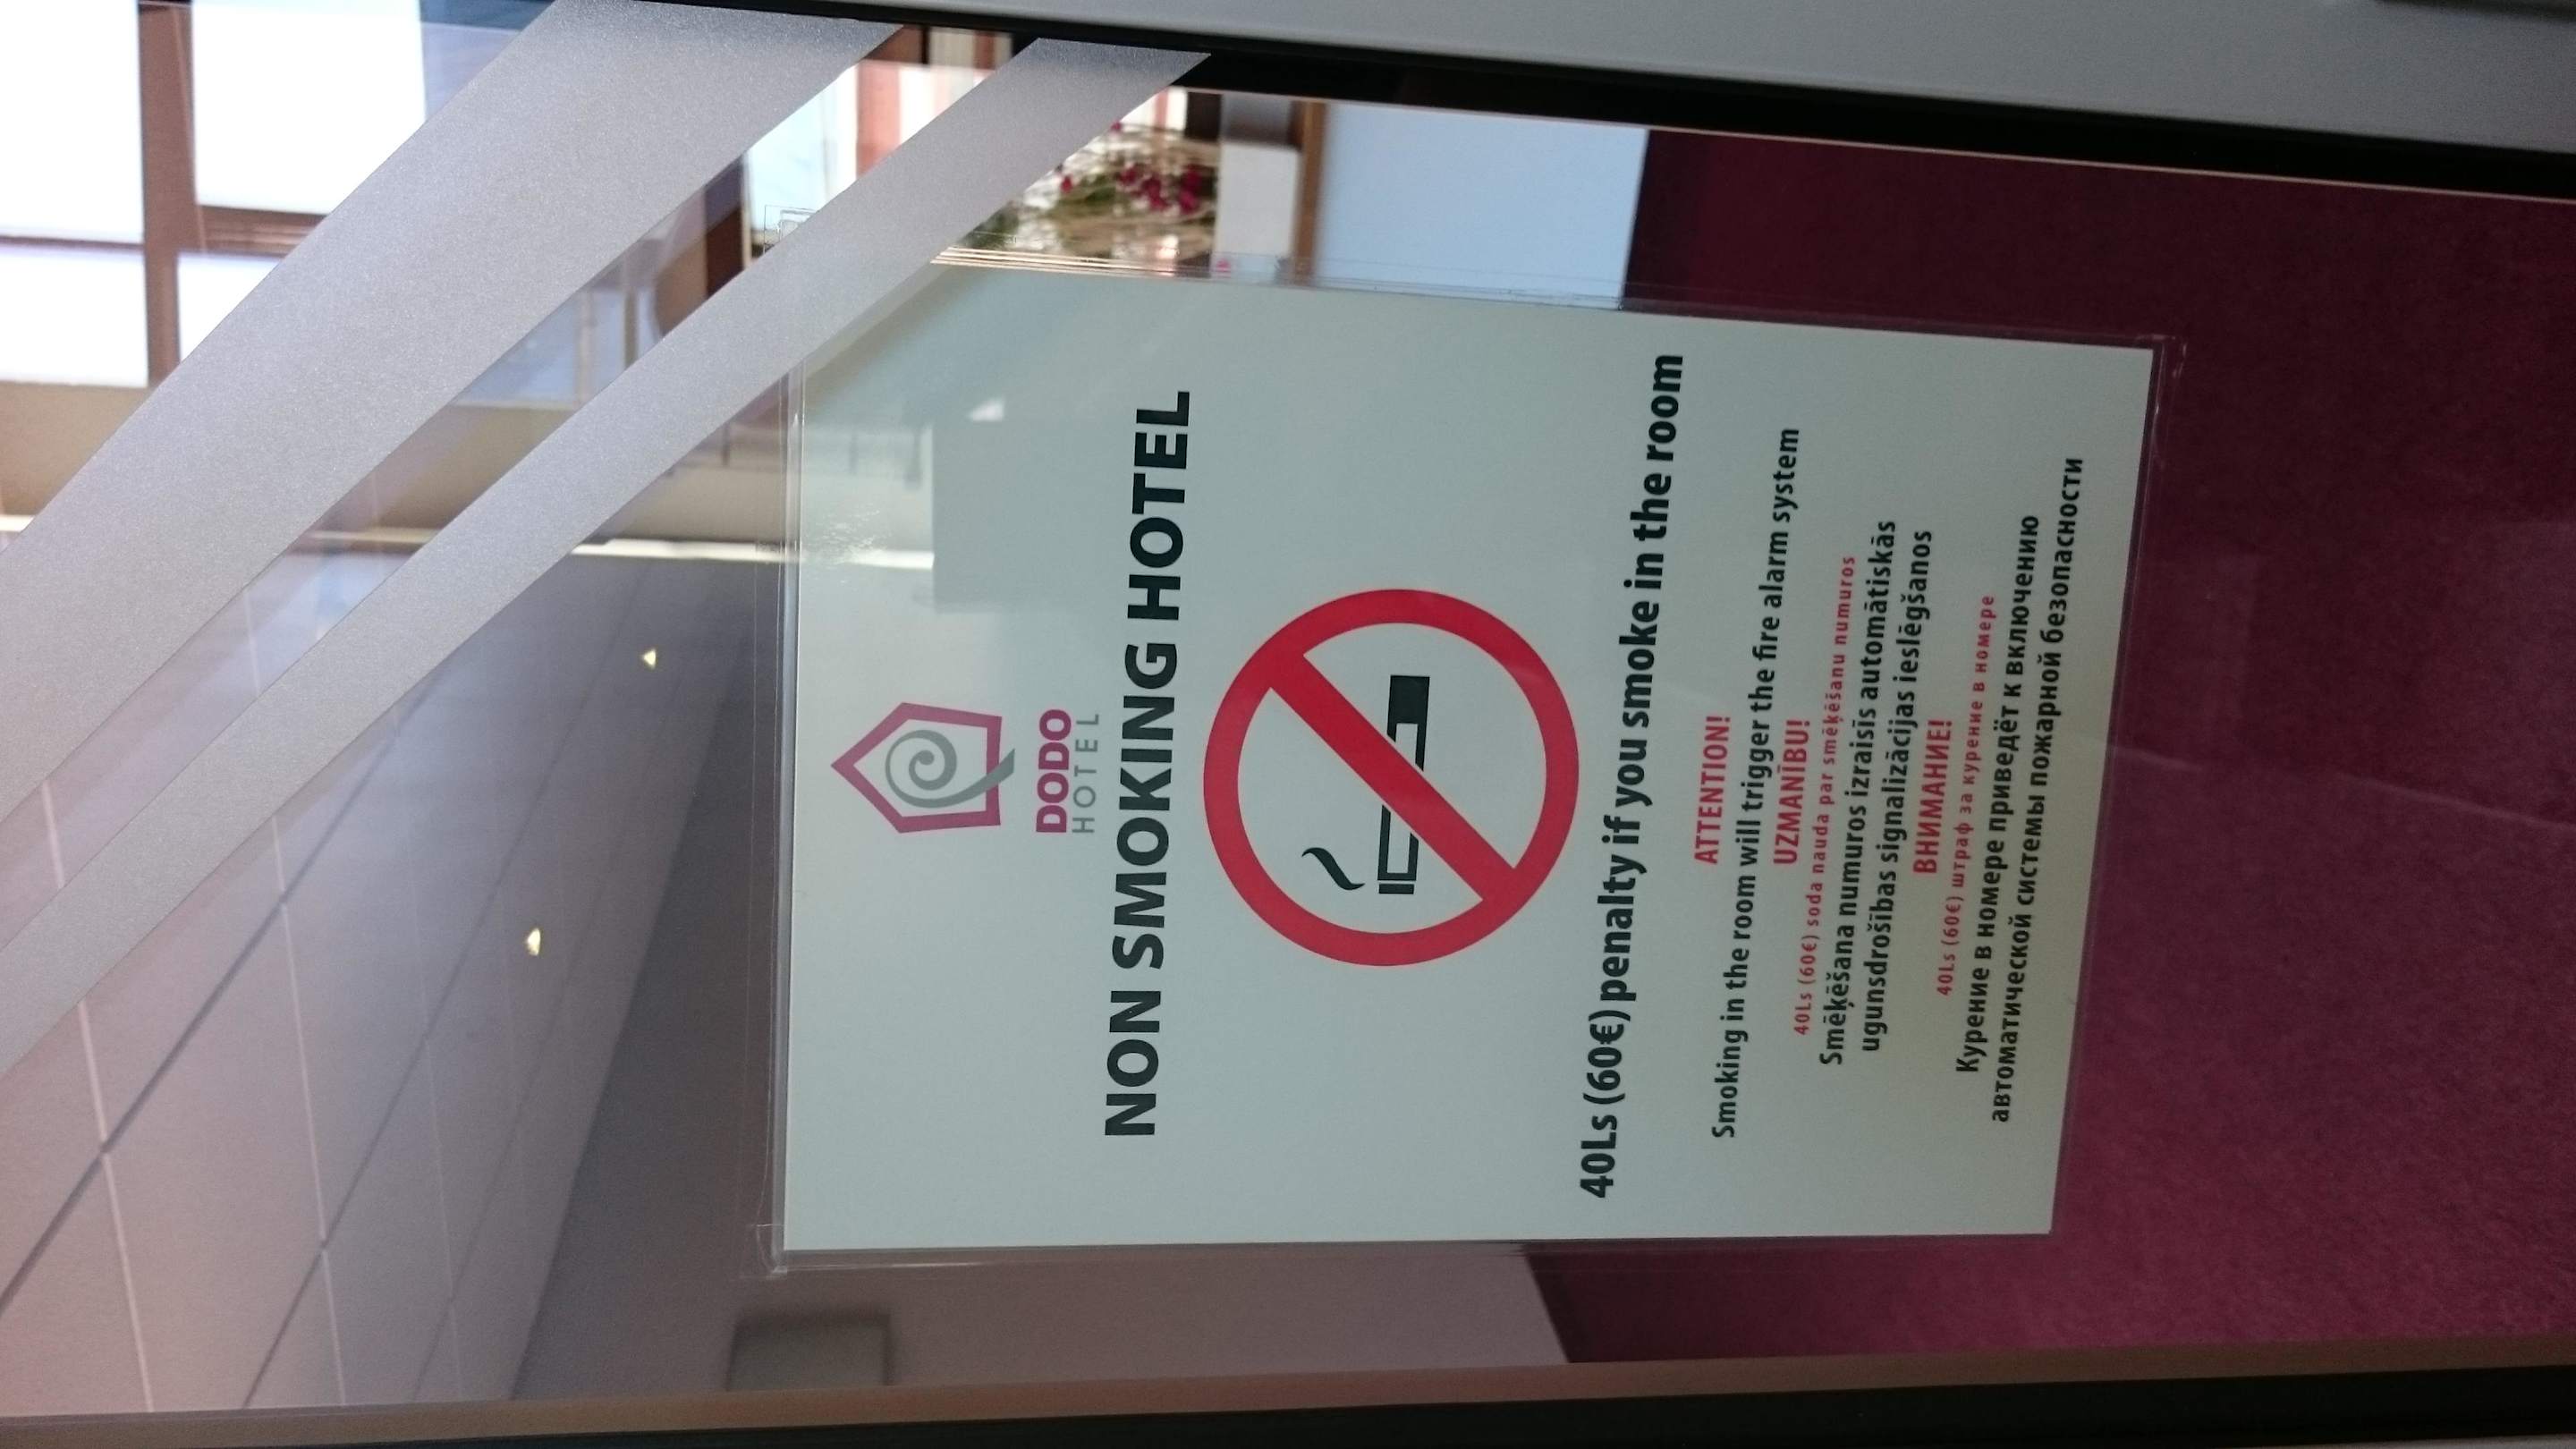 DODO
HOTEL
NON SMOKING HOTEL
40Ls (60€) penalty if you smoke in the room
ATTENTION!
Smoking in the room will trigger the fire alarm system
UZMANĪBU!
40Ls (60€) soda nauda par smēķēšanu numuros
Smēķēšana numuros izraisīs automātiskās
ugunsdrošības signalizācijas ieslēgšanos
ВНИМАНИЕ!
40Ls (60€) штраф за курение в номере
Курение в номере приведёт к включению
автоматической системы пожарной безопасности